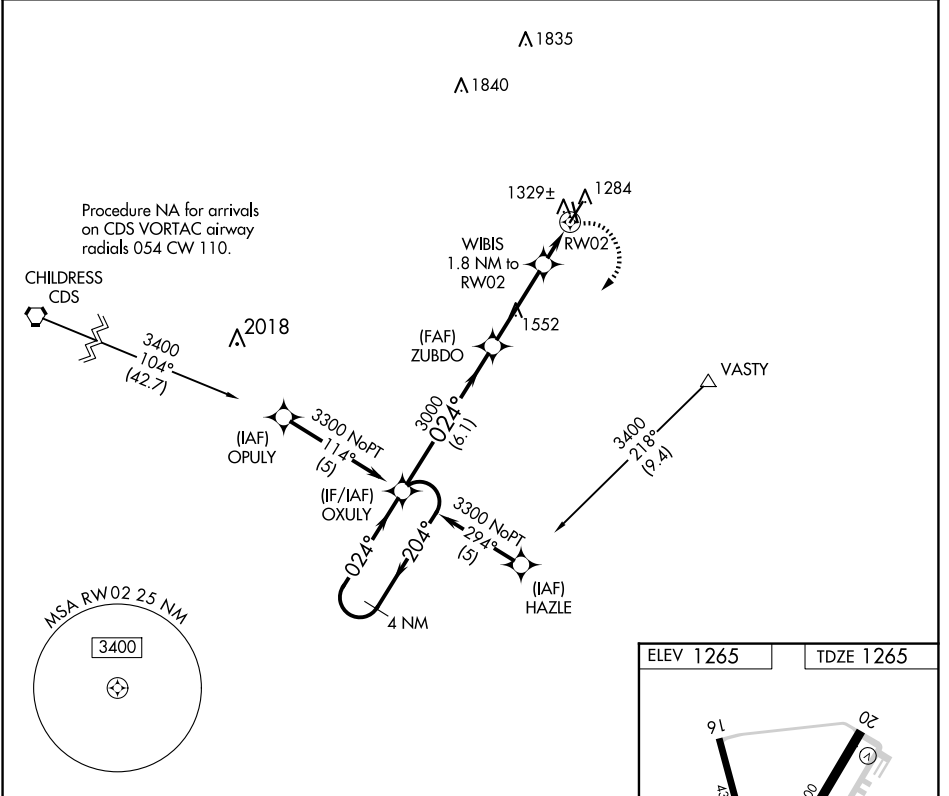 1835
1840
1329±
1284
Procedure NA for arrivals
on CDS VORTAC airway
radials 054 CW 110.
RW02
WIBIS
1.8 NM to
RW02
CHILDRESS
CDS
2018
1552
3400
104°
(42.7)
(FAF)
ZUBDO
VASTY
3000
024°
(6.1)
3400
218°
(9.4)
(IAF)
OPULY
3300 NoPT
114°
(5)
(IF/IAF)
OXULY
3300 NoPT
294°
(5)
024°
204°
(IAF)
HAZLE
4 NM
MSA RW02 25 NM
3400
ELEV 1265
TDZE 1265
16
20
V